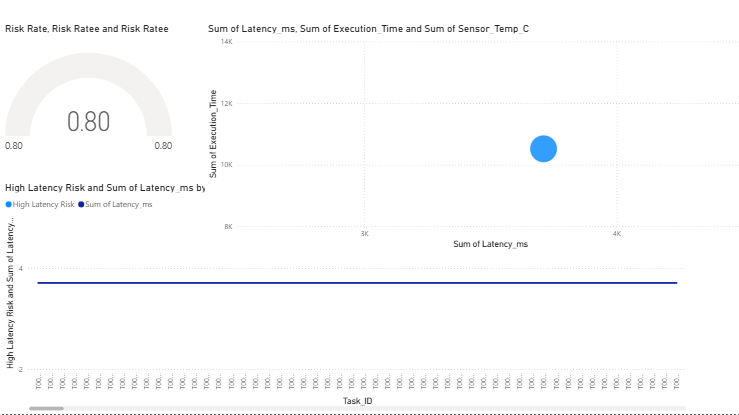 Risk Rate, Risk Ratee and Risk Ratee
0.80
0.80
0.80
Sum of Latency_ms, Sum of Execution_Time and Sum of Sensor_Temp_C
Sum of Execution_Time
14K
12K
10K
8K
3K
4K
Sum of Latency_ms
High Latency Risk and Sum of Latency_ms by
High Latency Risk
Sum of Latency_ms
High Latency Risk and Sum of Latency...
4
2
Task_ID